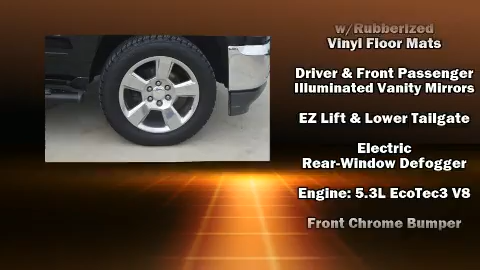 w/Rubberized
Vinyl Floor Mats
Driver & Front Passenger
Illuminated Vanity Mirrors
EZ Lift & Lower Tailgate
Electric
Rear-Window Defogger
Engine: 5.3L EcoTec3 V8
Front Chrome Bumper